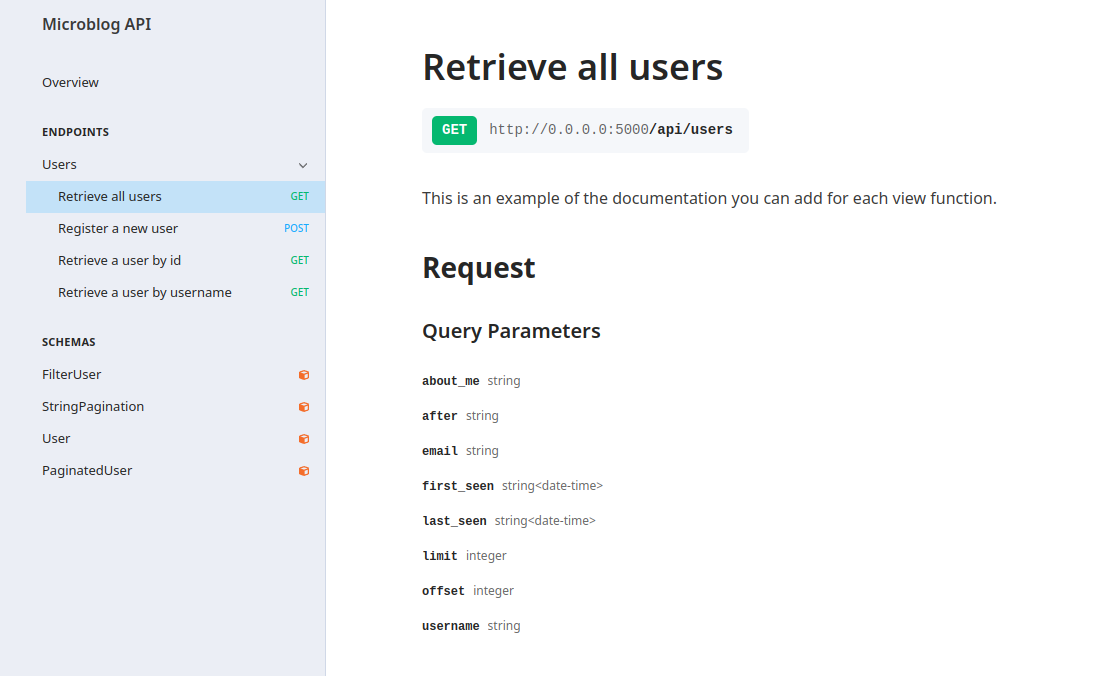 Microblog API
Overview
ENDPOINTS
Users
Retrieve all users GET
Register a new user POST
Retrieve a user by id GET
Retrieve a user by username GET
SCHEMAS
FilterUser
StringPagination
User
PaginatedUser
Retrieve all users
GET http://0.0.0.0:5000/api/users
This is an example of the documentation you can add for each view function.
Request
Query Parameters
about_me string
after string
email string
first_seen string<date-time>
last_seen string<date-time>
limit integer
offset integer
username string